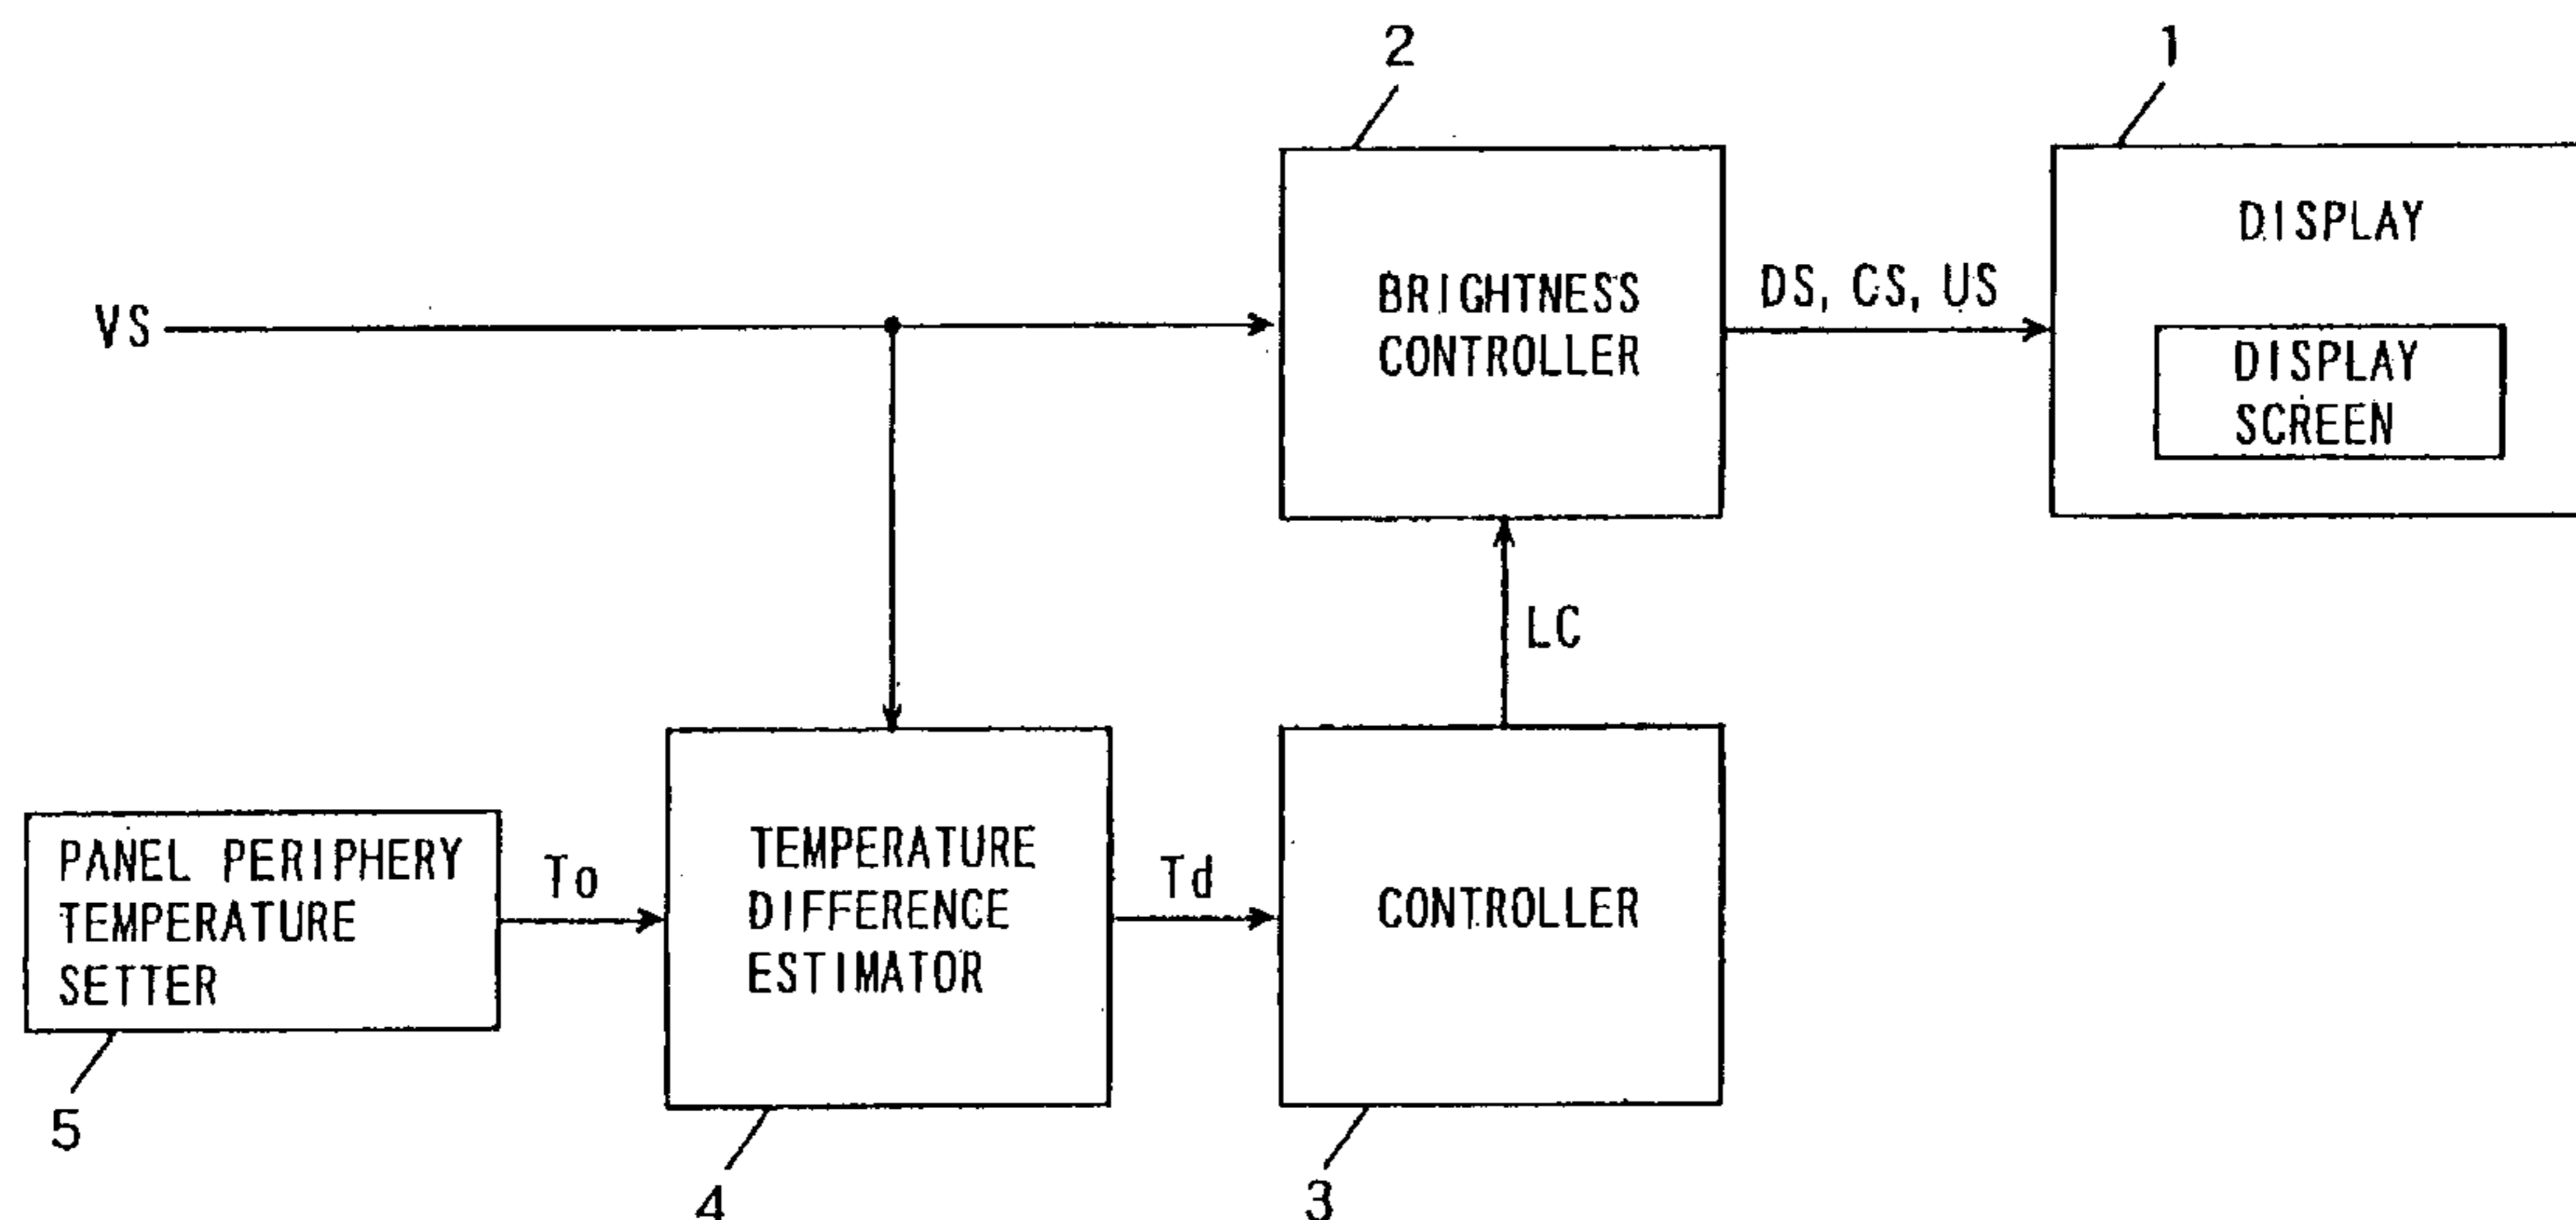 2
1
DISPLAY
BRIGHTNESS
CONTROLLER
DS, CS, US
VS
DISPLAY
SCREEN
LC
PANEL PERIPHERY
TEMPERATURE
SETTER
To
TEMPERATURE
DIFFERENCE
ESTIMATOR
Td
CONTROLLER
5
4
3